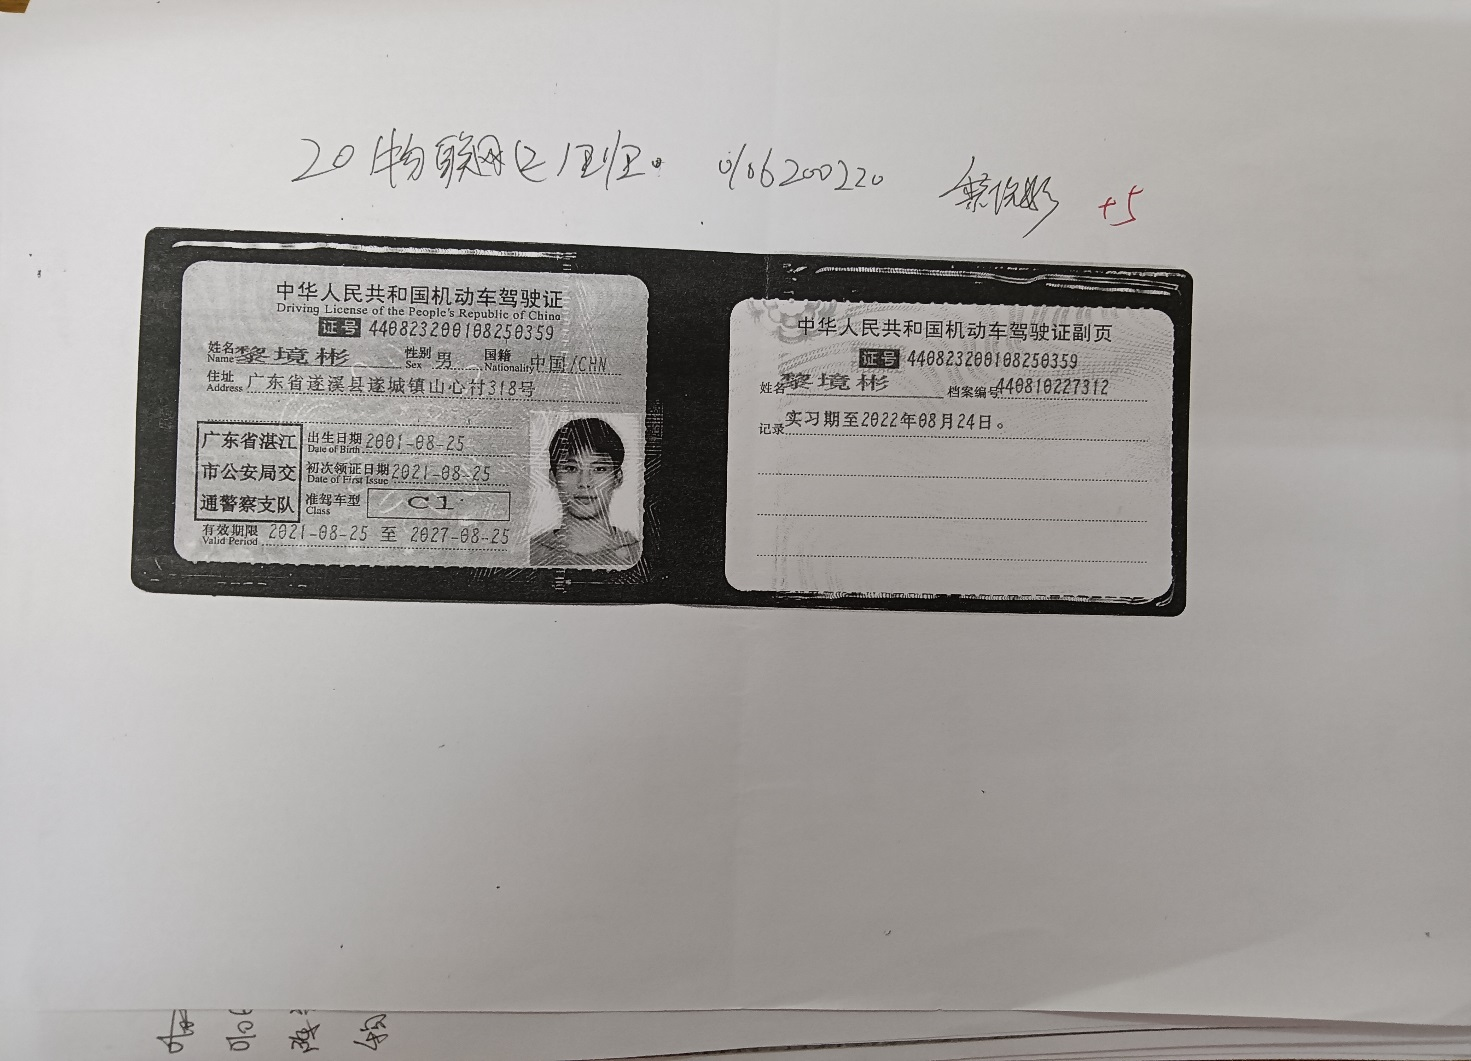 20物联网工程班. 0106200220 +5
中华人民共和国机动车驾驶证
Driving License of the People's Republic of China
证号 440823200108250359
姓名 Name 黎境彬 性别 Sex 男 国籍 Nationality 中国/CHN
住址 Address 广东省遂溪县遂城镇山心村318号
广东省湛江
市公安局交
通警察支队
出生日期 Date of Birth 2001-08-25
初次领证日期 Date of First Issue 2021-08-25
准驾车型 Class C1
有效期限 Valid Period 2021-08-25 至 2027-08-25
中华人民共和国机动车驾驶证副页
证号 440823200108250359
姓名 黎境彬 档案编号 440810227312
记录 实习期至2022年08月24日。